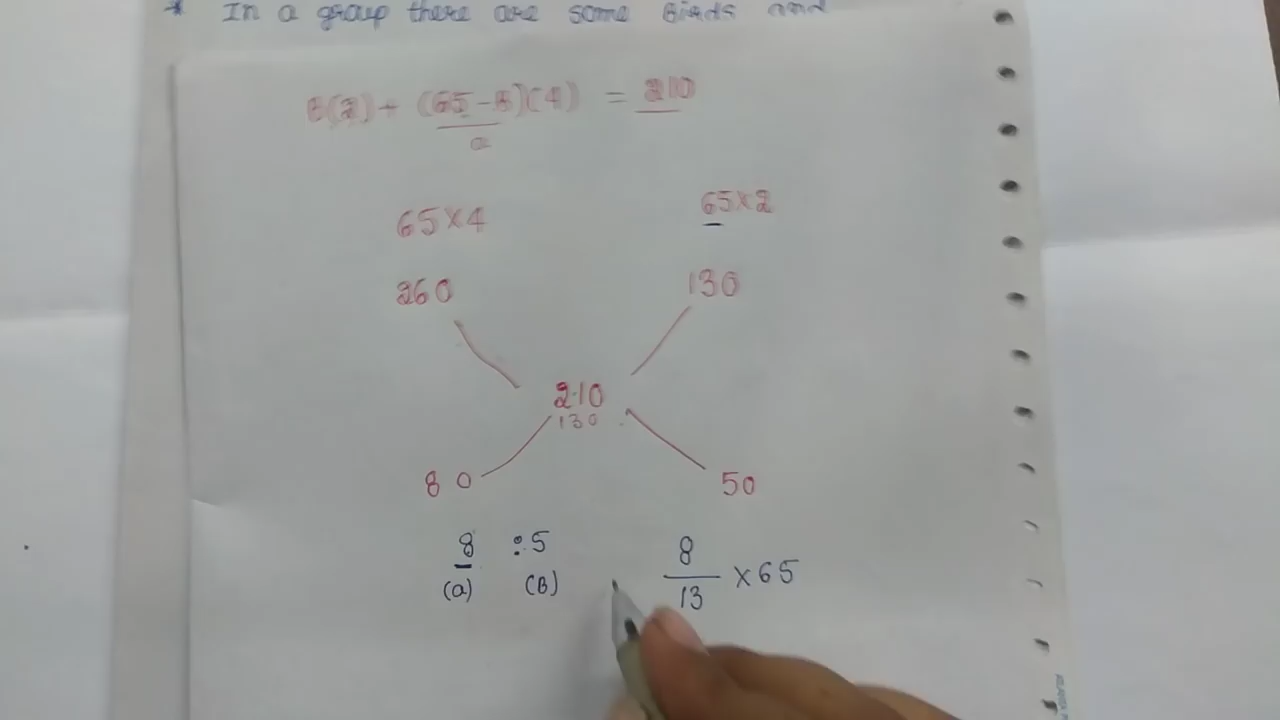 * In a group there are some Birds and
B(2) + (65-B)(4) = 210
a
65×4 65×2
260 130
210
130
80 50
8 : 5 8/13 × 65
(a) (B)